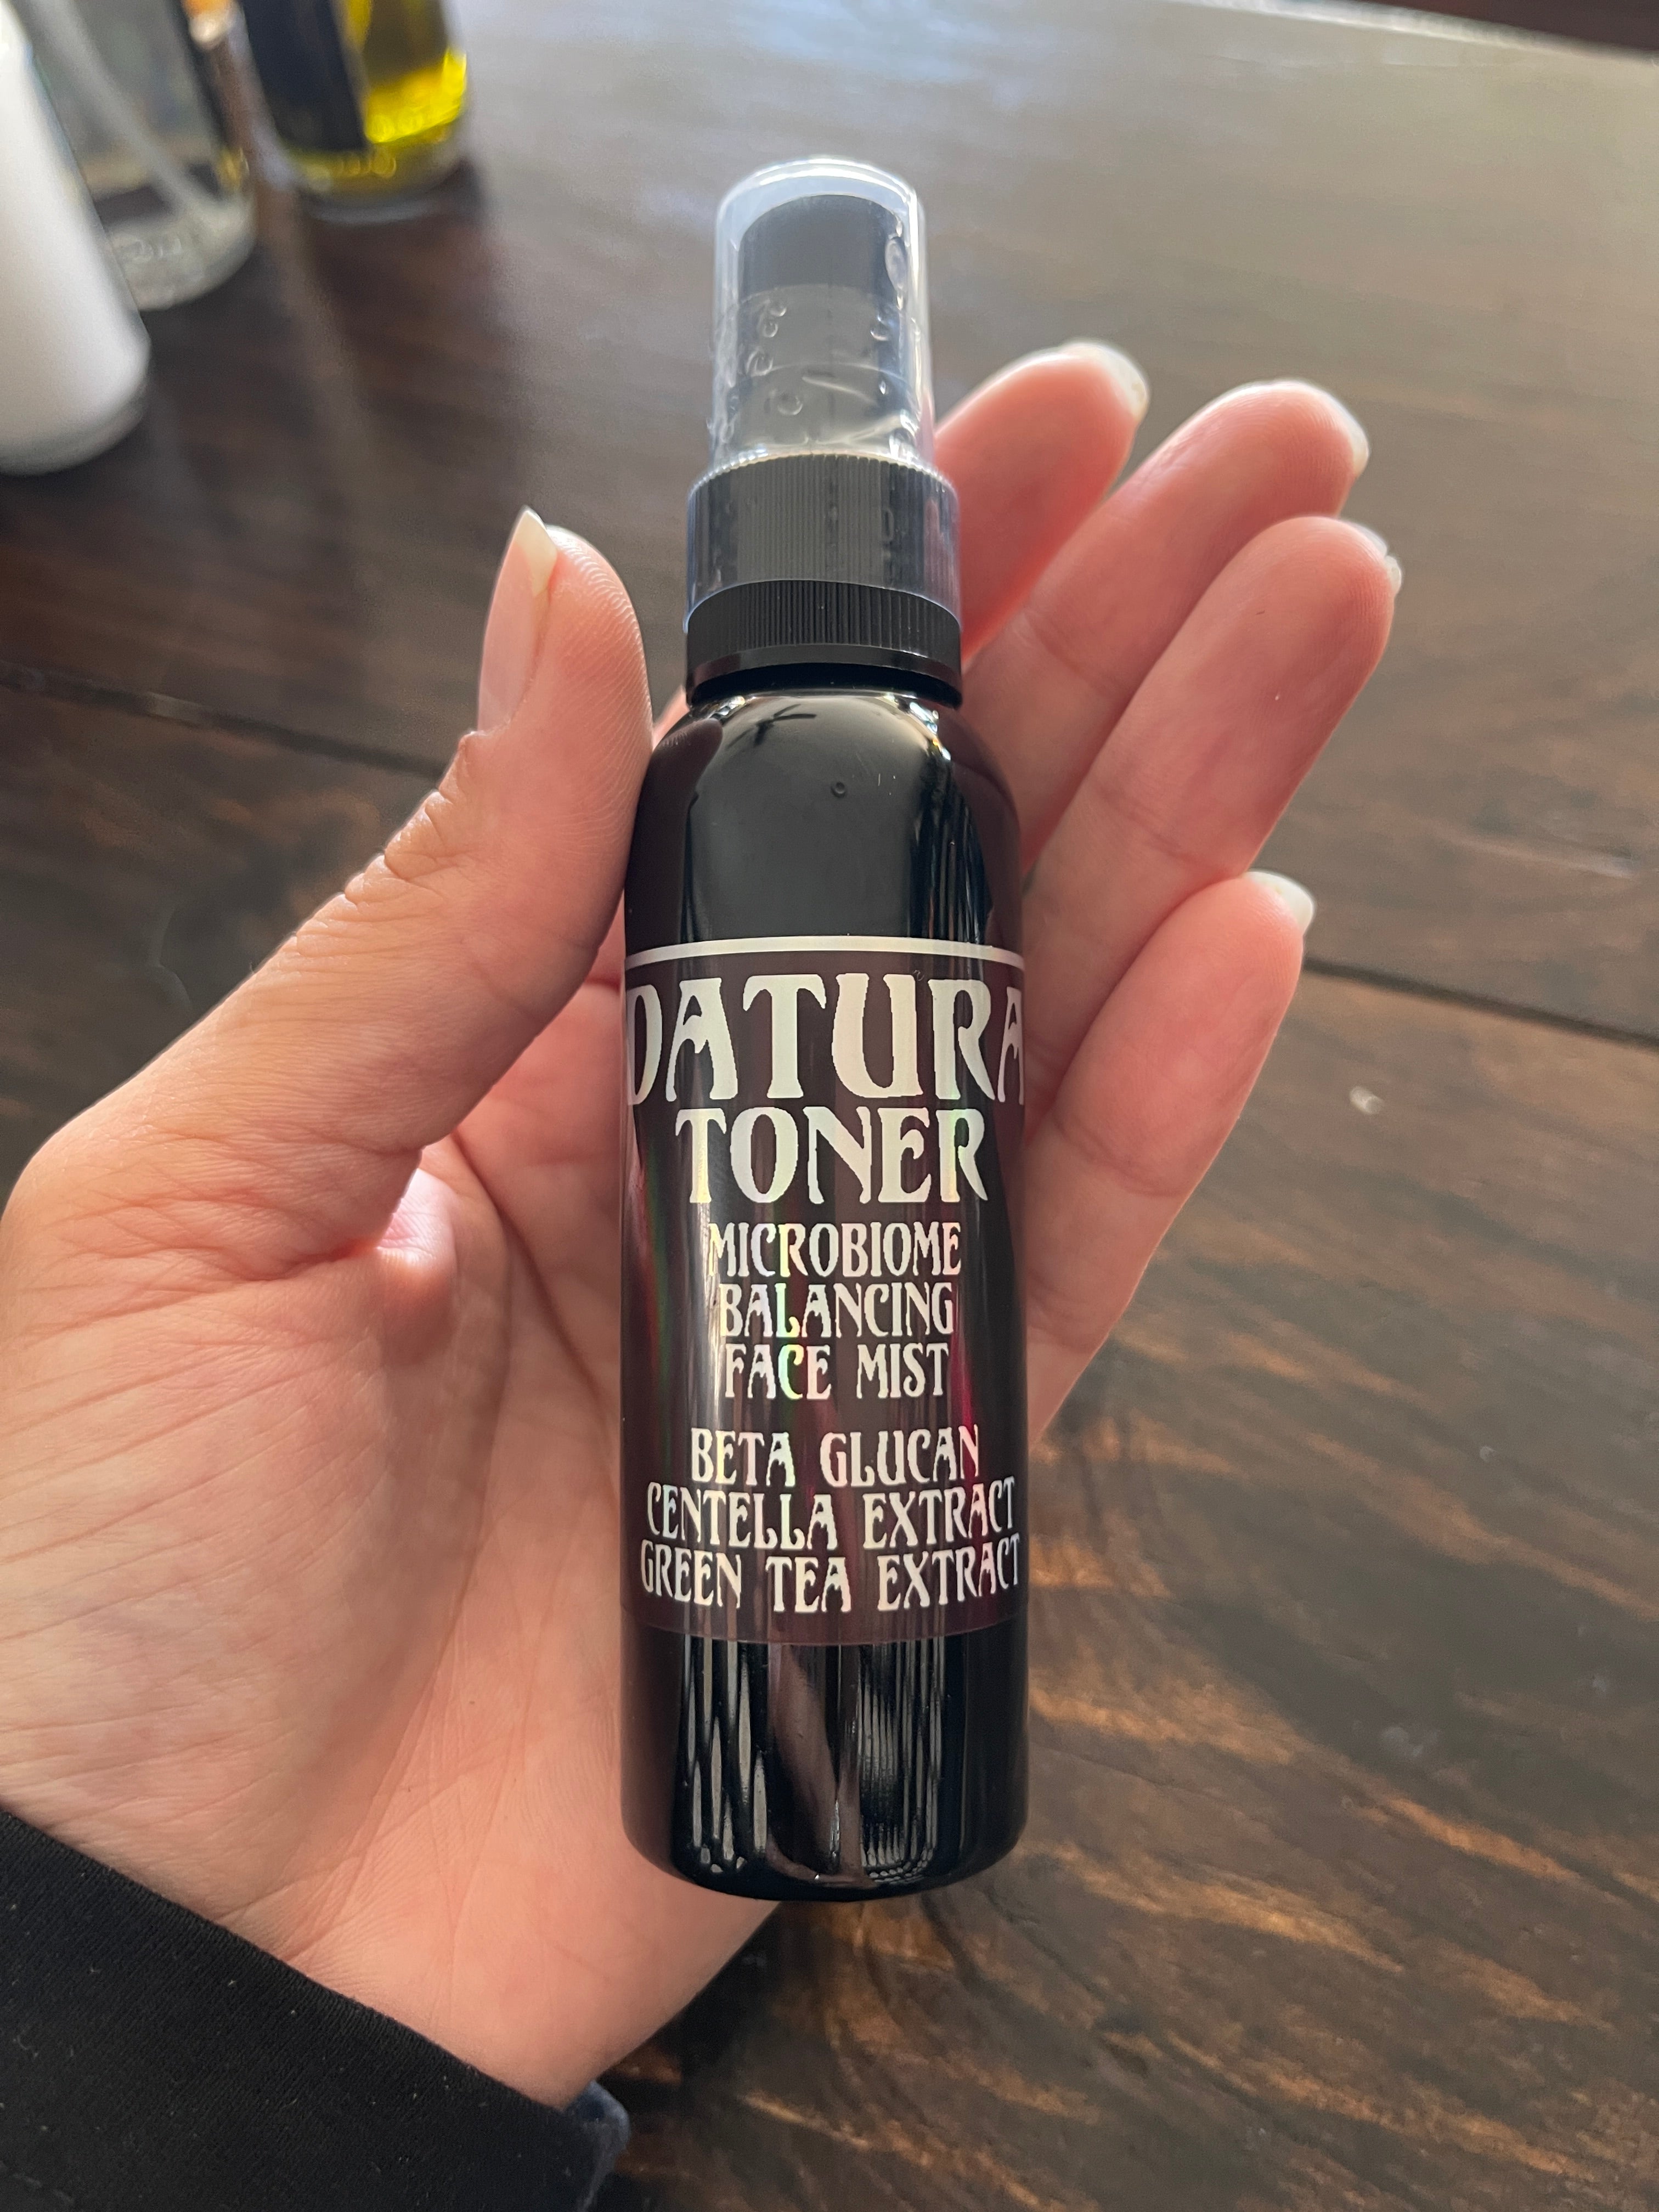 DATURA
TONER
MICROBIOME
BALANCING
FACE MIST
BETA GLUCAN
CENTELLA EXTRACT
GREEN TEA EXTRACT